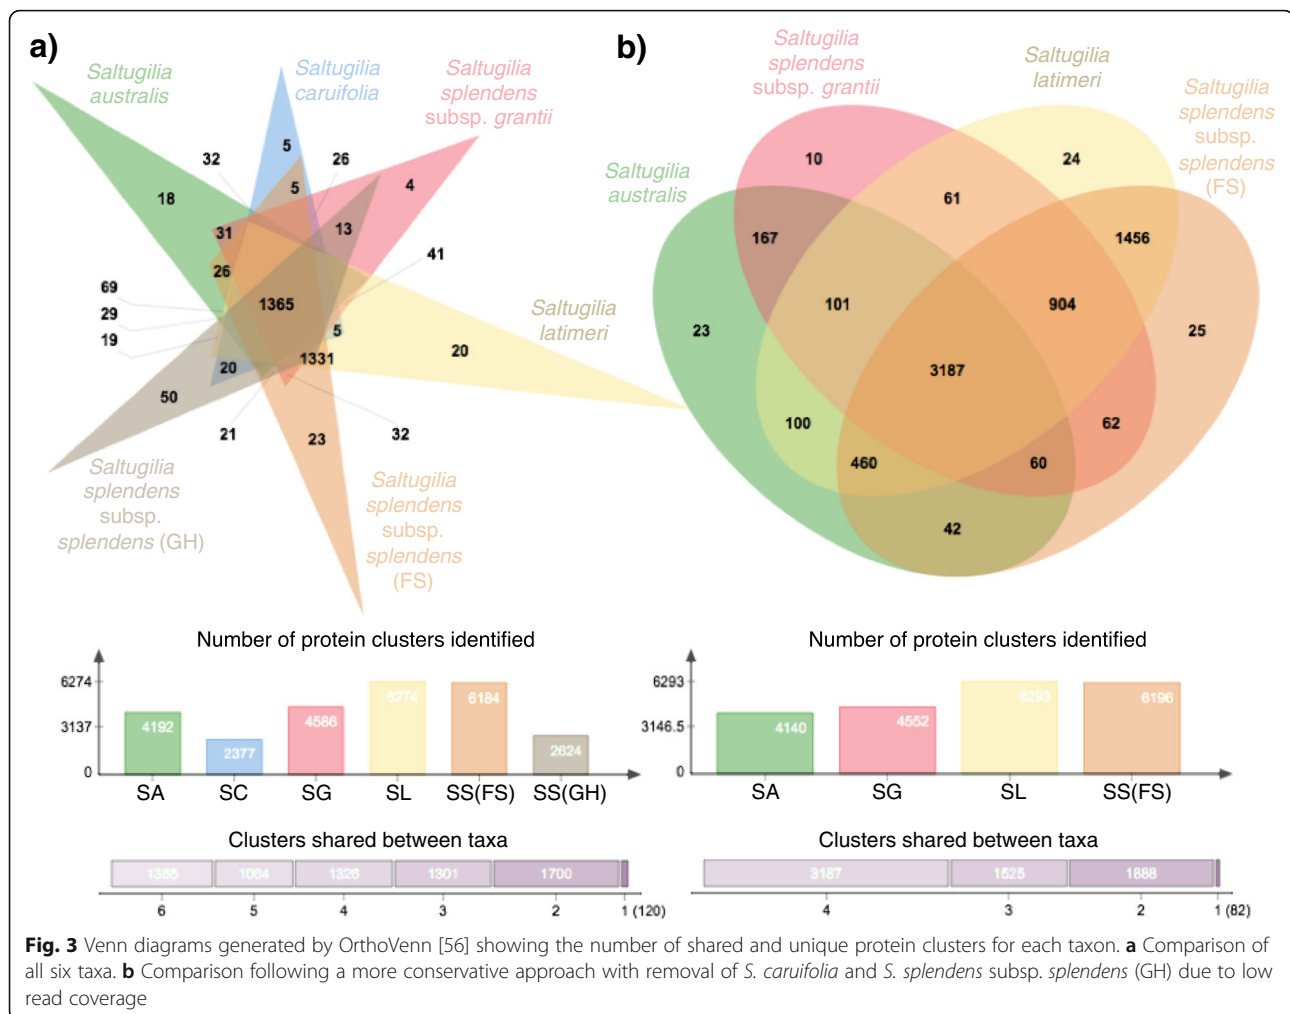 a)
Saltugilia
australis
Saltugilia
caruifolia
Saltugilia
splendens
subsp. grantii
Saltugilia
latimeri
Saltugilia
splendens
subsp.
splendens (GH)
Saltugilia
splendens
subsp.
splendens
(FS)
32
5
26
5
4
18
31
13
41
26
69
1365
29
19
5
1331
20
20
50
21
23
32
b)
Saltugilia
splendens
subsp. grantii
Saltugilia
latimeri
Saltugilia
splendens
subsp.
splendens
(FS)
Saltugilia
australis
10
24
61
167
1456
101
904
23
25
3187
100
62
460
60
42
Number of protein clusters identified
6274
3137
0
4192
2377
4586
6274
6184
2624
SA
SC
SG
SL
SS(FS)
SS(GH)
Number of protein clusters identified
6293
3146.5
0
4140
4552
6293
6196
SA
SG
SL
SS(FS)
Clusters shared between taxa
1064
1326
1301
1700
6
5
4
3
2
1 (120)
Clusters shared between taxa
3187
1525
1888
4
3
2
1 (82)
Fig. 3 Venn diagrams generated by OrthoVenn [56] showing the number of shared and unique protein clusters for each taxon. a Comparison of
all six taxa. b Comparison following a more conservative approach with removal of S. caruifolia and S. splendens subsp. splendens (GH) due to low
read coverage